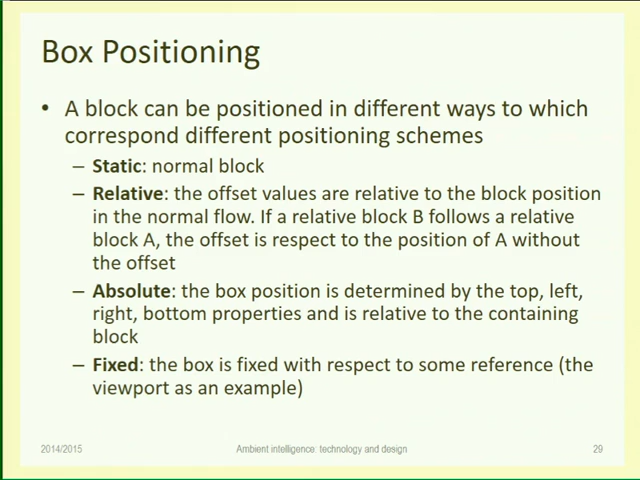 Box Positioning
• A block can be positioned in different ways to which
correspond different positioning schemes
– Static: normal block
– Relative: the offset values are relative to the block position
in the normal flow. If a relative block B follows a relative
block A, the offset is respect to the position of A without
the offset
– Absolute: the box position is determined by the top, left,
right, bottom properties and is relative to the containing
block
– Fixed: the box is fixed with respect to some reference (the
viewport as an example)
2014/2015 Ambient intelligence: technology and design 29